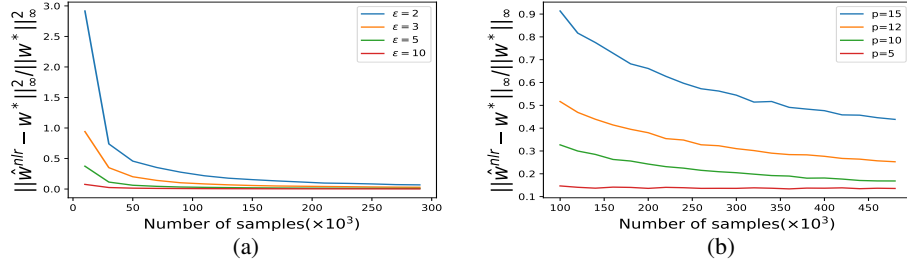 ||ŵ^{nlr} − w*||²_∞/||w*||²_∞
3.0
2.5
2.0
1.5
1.0
0.5
0.0
ε = 2
ε = 3
ε = 5
ε = 10
0 50 100 150 200 250 300
Number of samples(×10³)
(a)
||ŵ^{nlr} − w*||_∞/||w*||_∞
0.9
0.8
0.7
0.6
0.5
0.4
0.3
0.2
0.1
p=15
p=12
p=10
p=5
100 150 200 250 300 350 400 450
Number of samples(×10³)
(b)